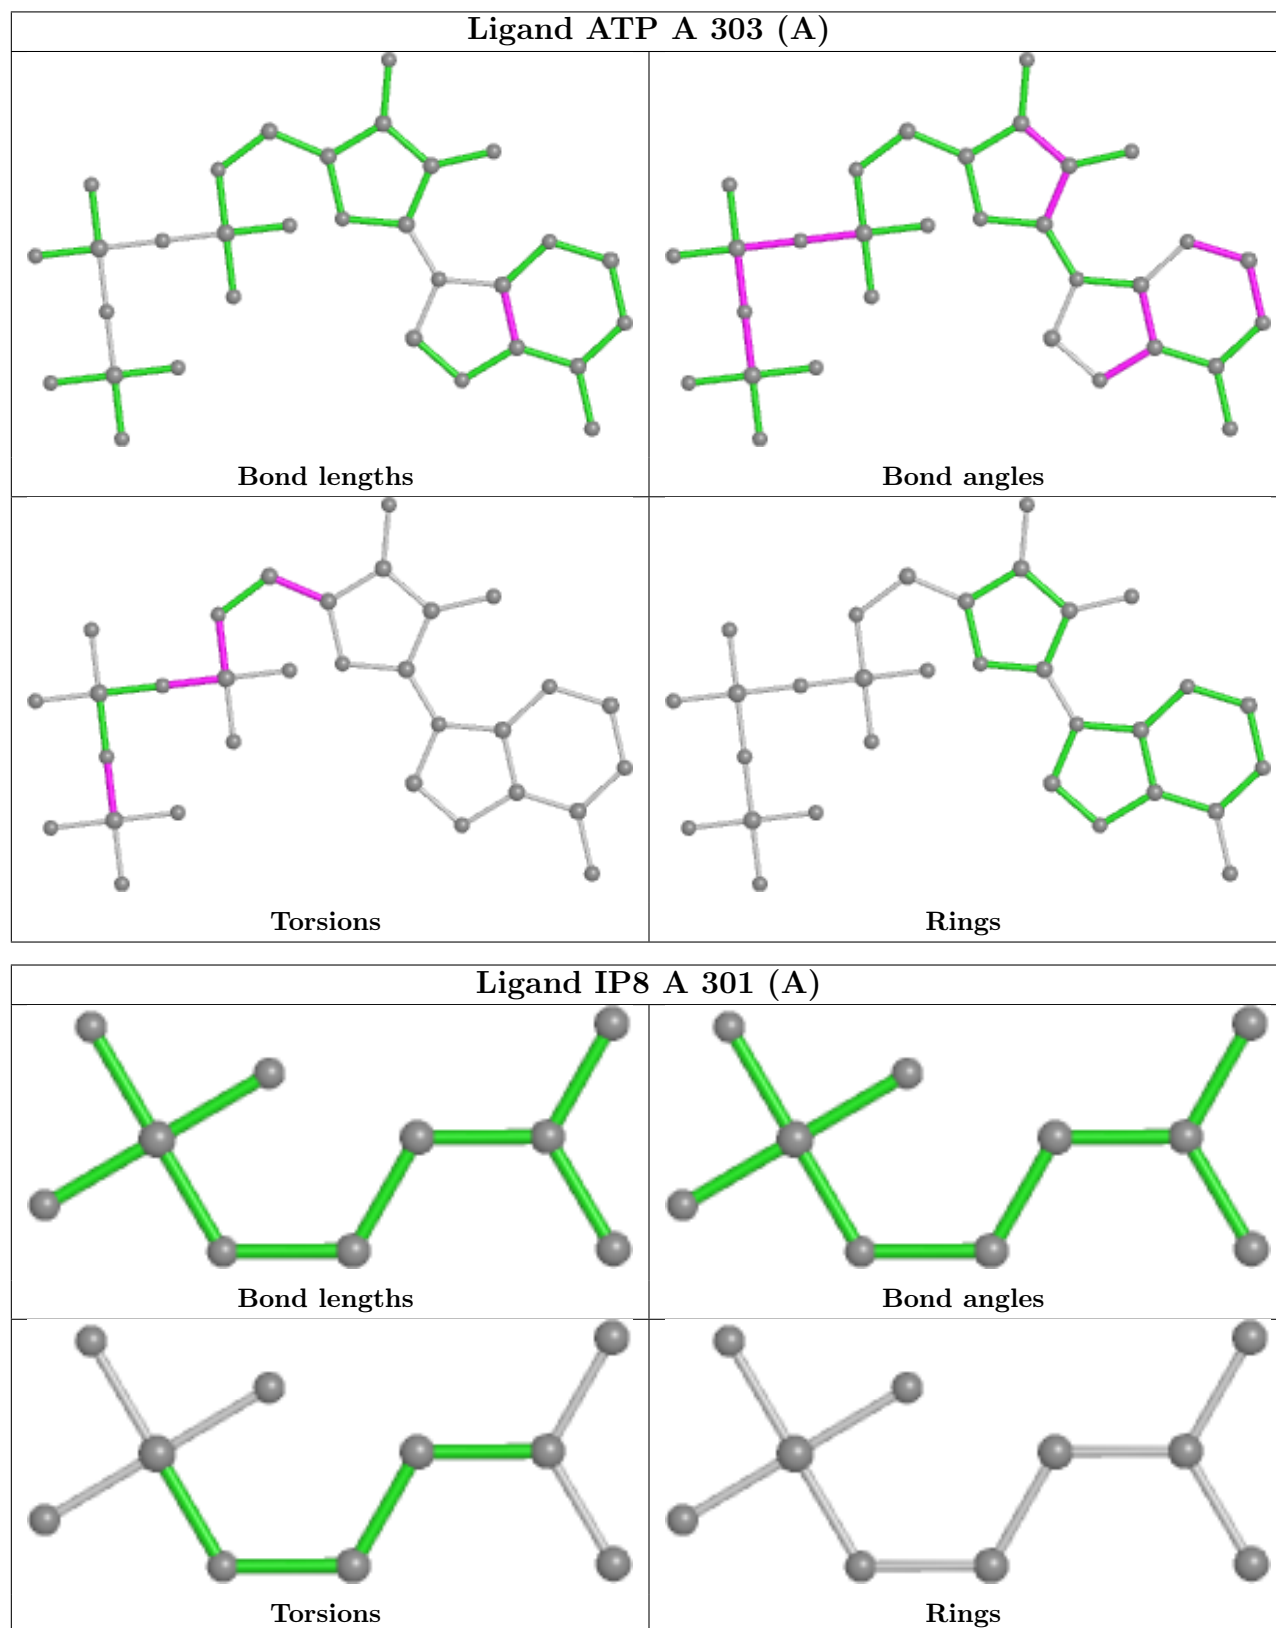 Ligand ATP A 303 (A)
Bond lengths
Bond angles
Torsions
Rings
Ligand IP8 A 301 (A)
Bond lengths
Bond angles
Torsions
Rings